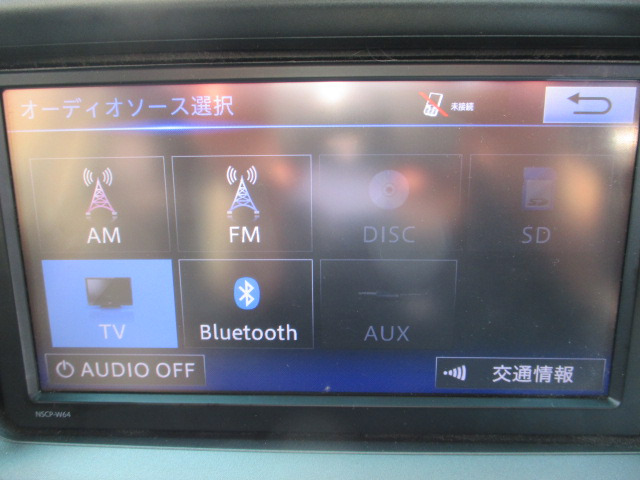 オーディオソース選択
未接続
AM
FM
DISC
SD
TV
Bluetooth
AUX
AUDIO OFF
交通情報
NSCP-W64